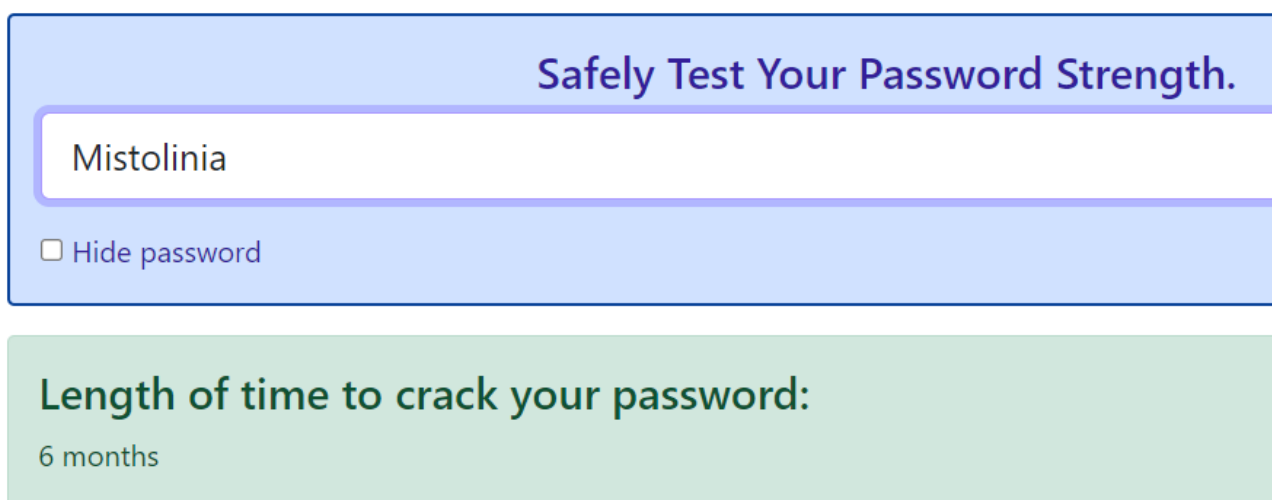 Safely Test Your Password Strength.
Mistolinia
Hide password
Length of time to crack your password:
6 months